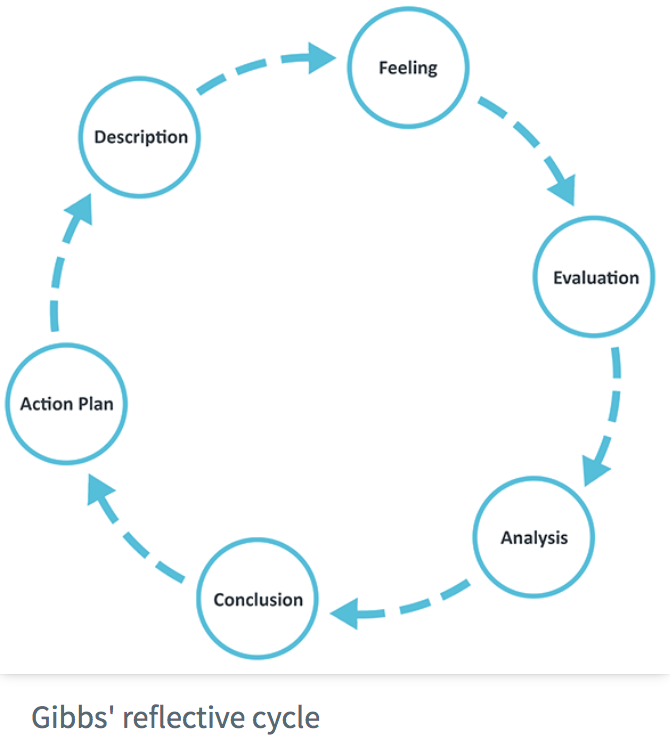 Feeling
Description
Evaluation
Action Plan
Analysis
Conclusion
Gibbs' reflective cycle